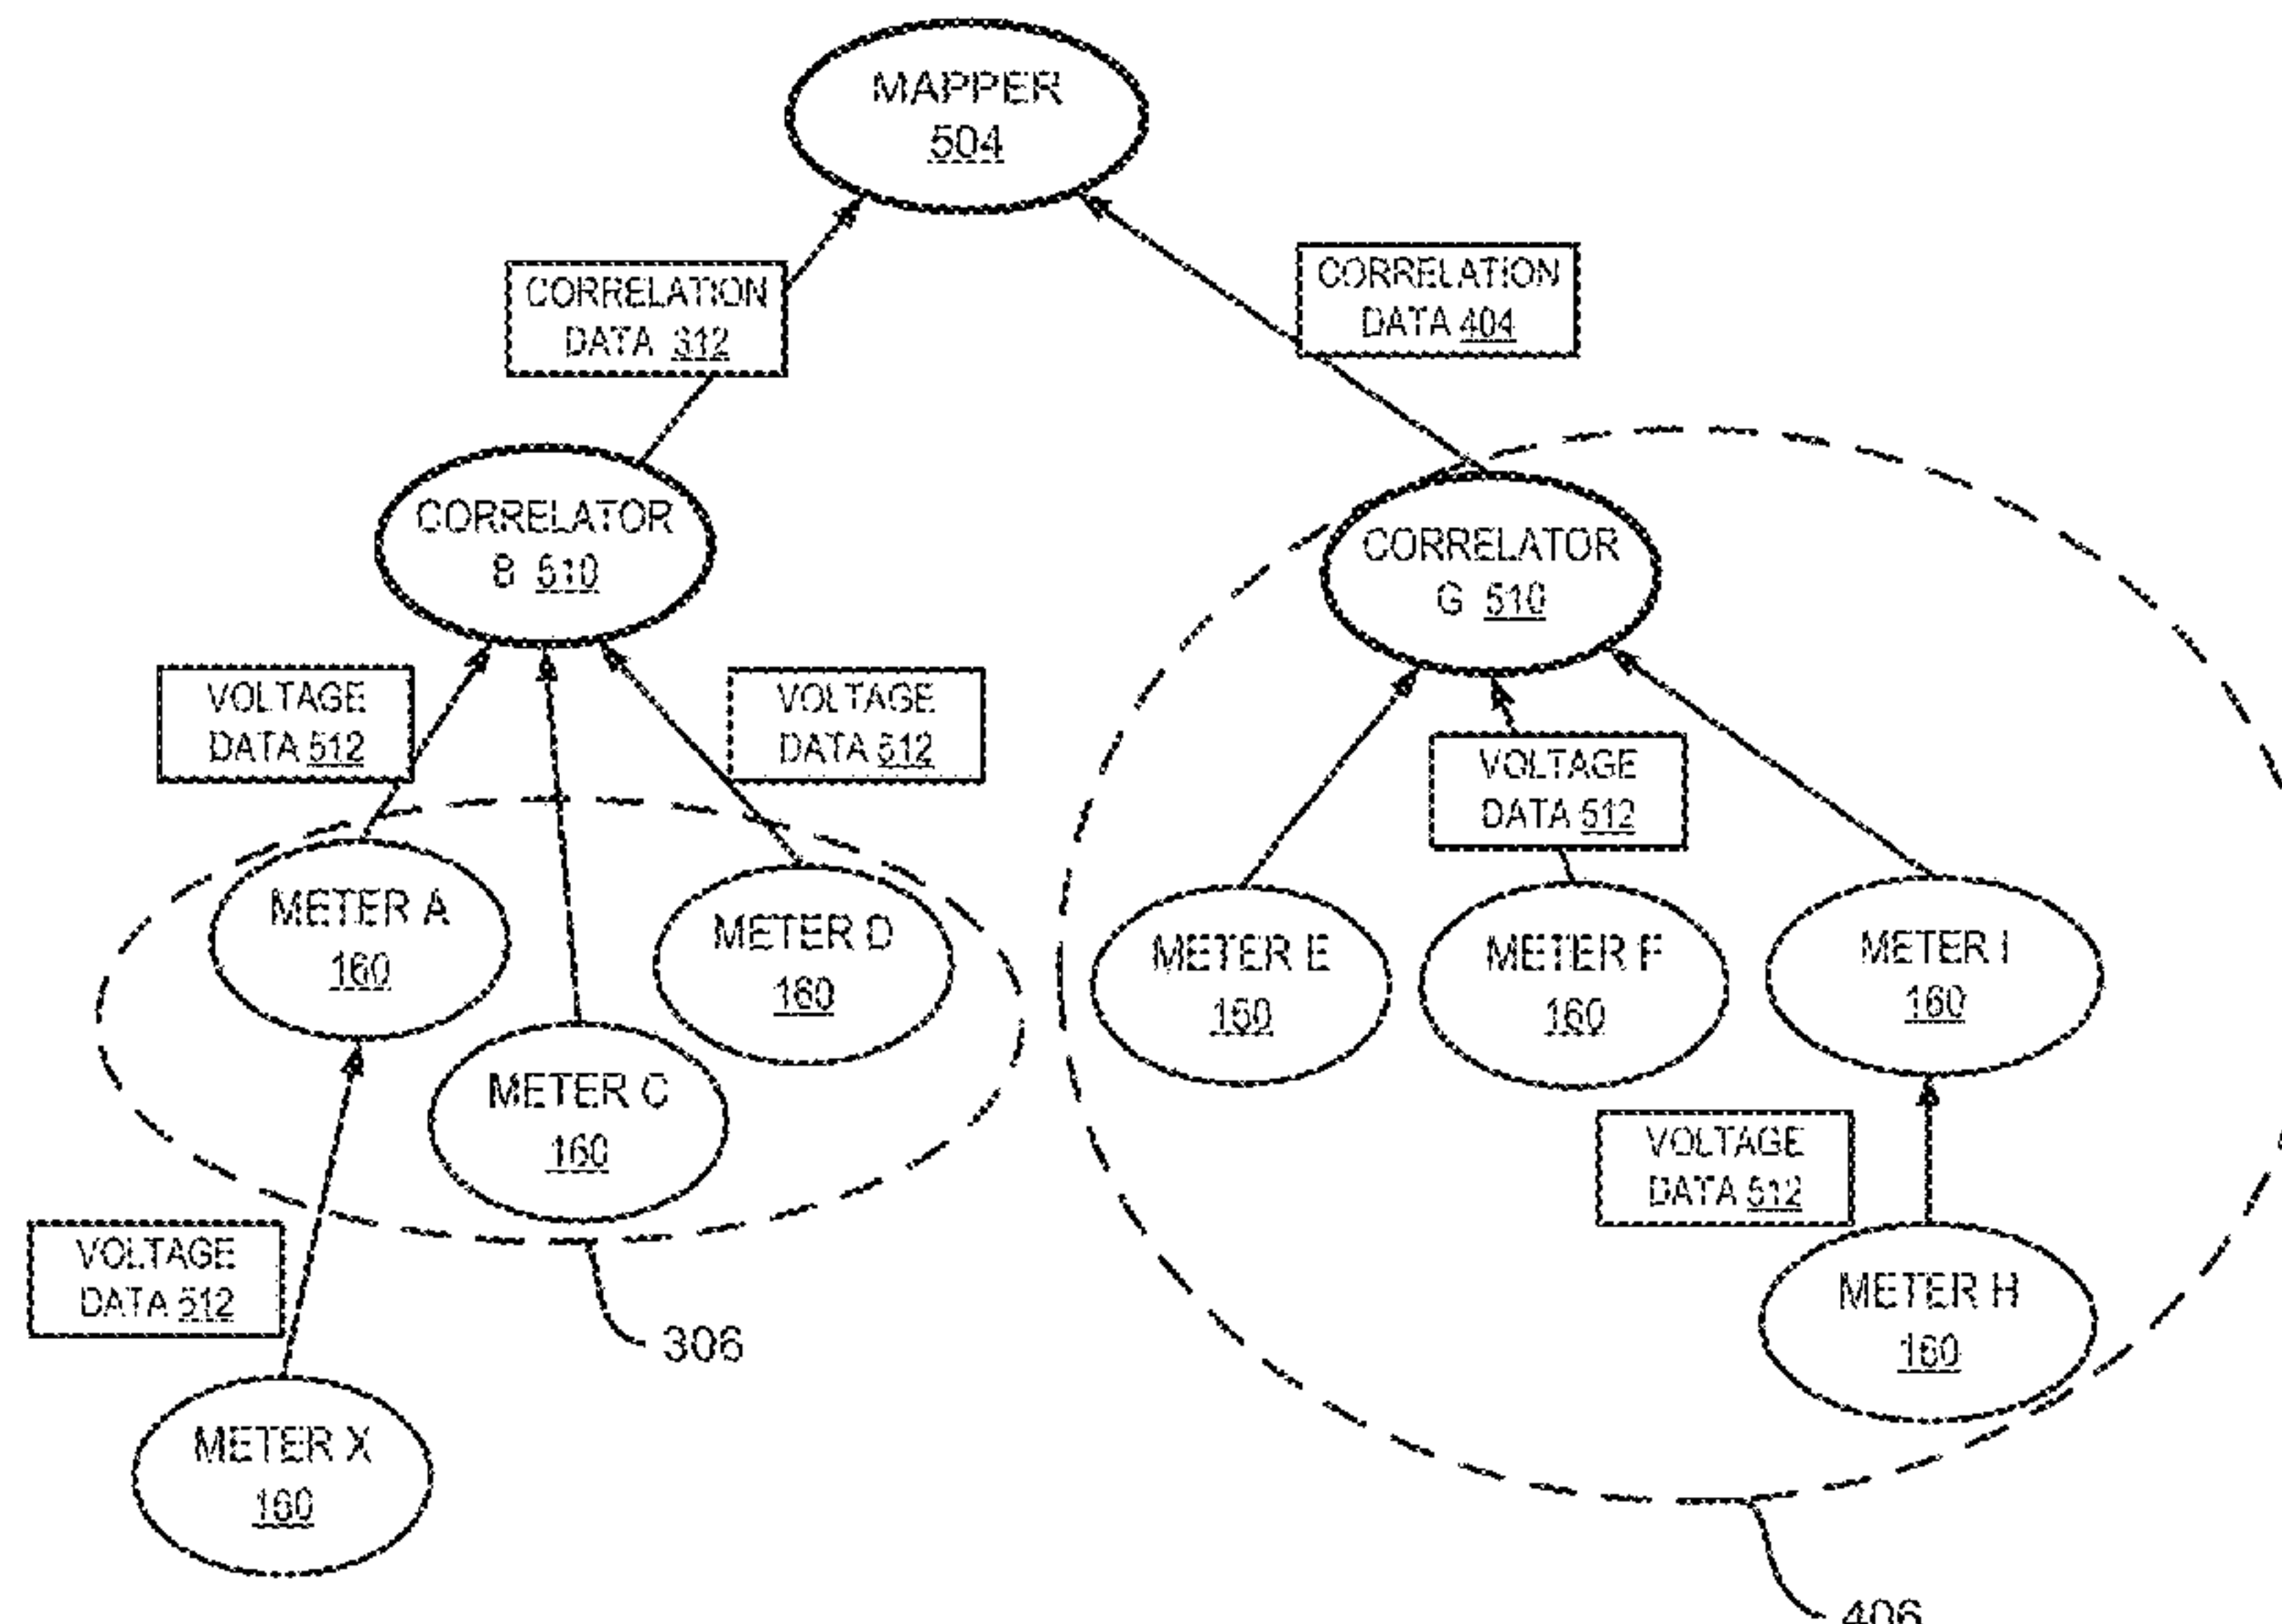 MAPPER
504
CORRELATION
DATA 312
CORRELATION
DATA 404
CORRELATOR
B 510
CORRELATOR
G 510
VOLTAGE
DATA 512
VOLTAGE
DATA 512
VOLTAGE
DATA 512
METER A
160
METER D
160
METER C
160
METER E
160
METER F
160
METER I
160
VOLTAGE
DATA 512
VOLTAGE
DATA 512
METER H
160
METER X
160
306
406